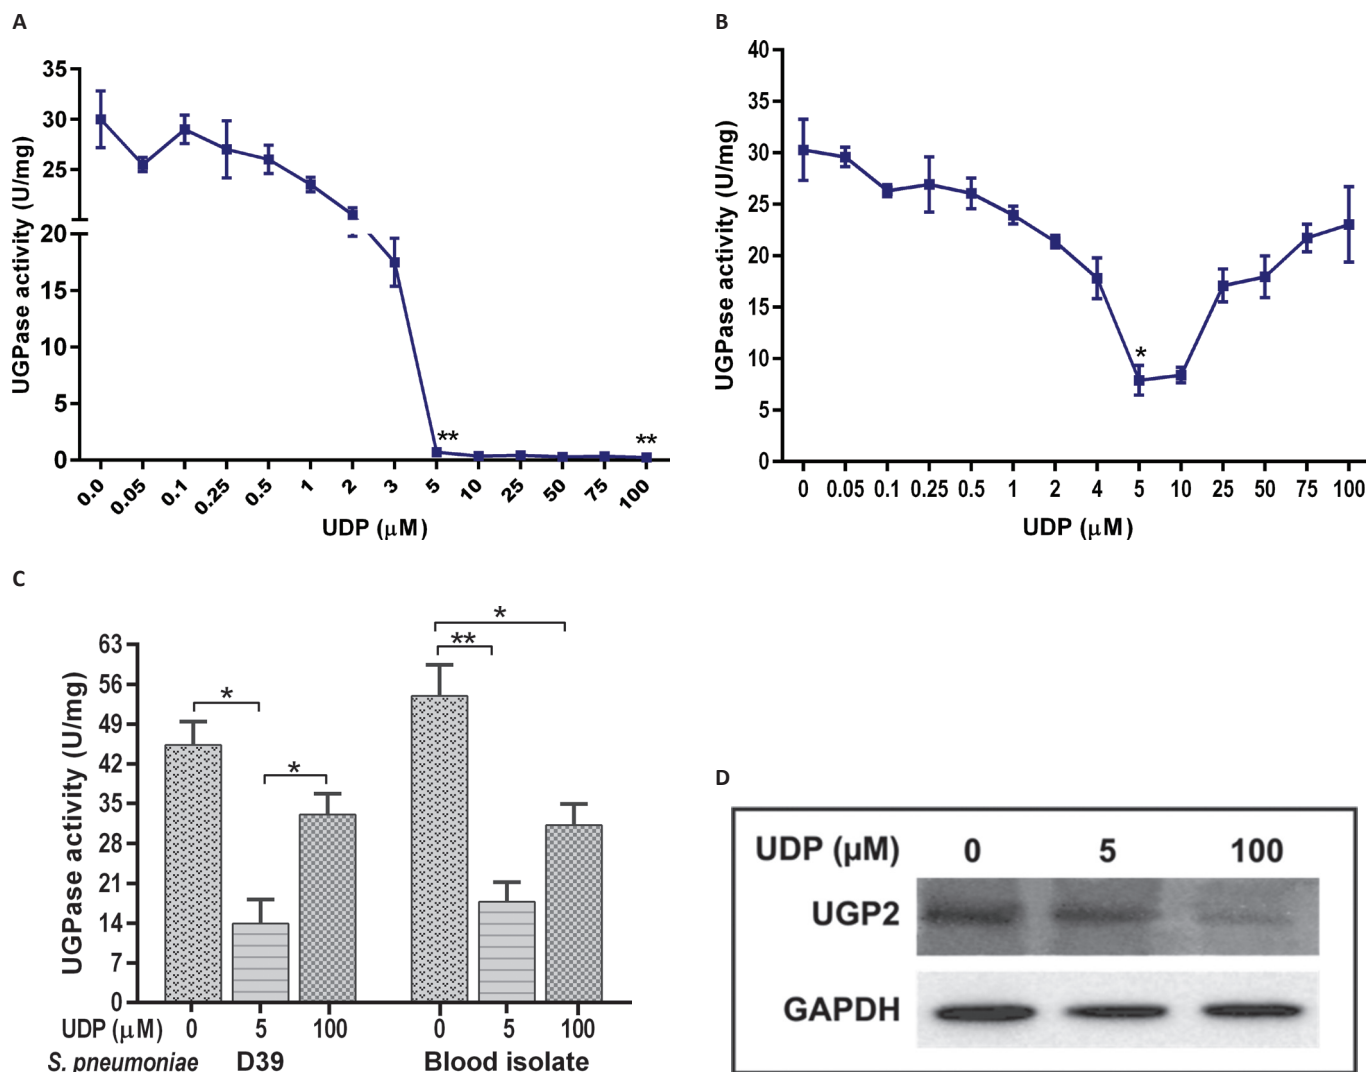 A
UGPase activity (U/mg)
35
30
25
20
15
10
5
0
**
**
0.0 0.05 0.1 0.25 0.5 1 2 3 5 10 25 50 75 100
UDP (µM)
B
UGPase activity (U/mg)
40
35
30
25
20
15
10
5
0
*
0 0.05 0.1 0.25 0.5 1 2 4 5 10 25 50 75 100
UDP (µM)
C
UGPase activity (U/mg)
63
56
49
42
35
28
21
14
7
0
*
*
*
**
UDP (µM) 0 5 100 0 5 100
S. pneumoniae D39 Blood isolate
D
UDP (µM) 0 5 100
UGP2
GAPDH